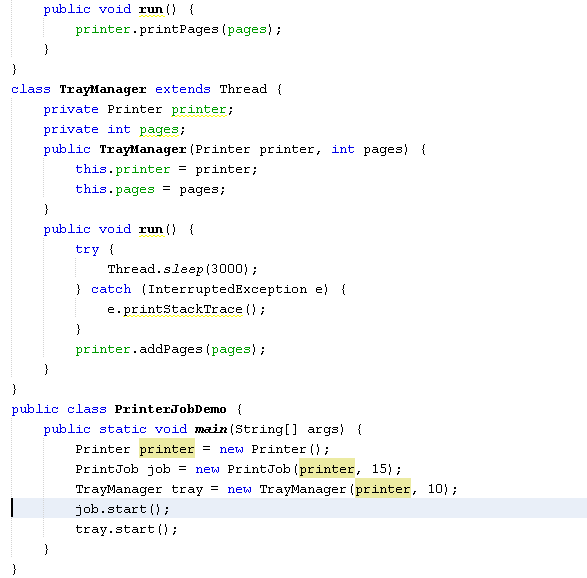 public void run() {
        printer.printPages(pages);
    }
}
class TrayManager extends Thread {
    private Printer printer;
    private int pages;
    public TrayManager(Printer printer, int pages) {
        this.printer = printer;
        this.pages = pages;
    }
    public void run() {
        try {
            Thread.sleep(3000);
        } catch (InterruptedException e) {
            e.printStackTrace();
        }
        printer.addPages(pages);
    }
}
public class PrinterJobDemo {
    public static void main(String[] args) {
        Printer printer = new Printer();
        PrintJob job = new PrintJob(printer, 15);
        TrayManager tray = new TrayManager(printer, 10);
        job.start();
        tray.start();
    }
}